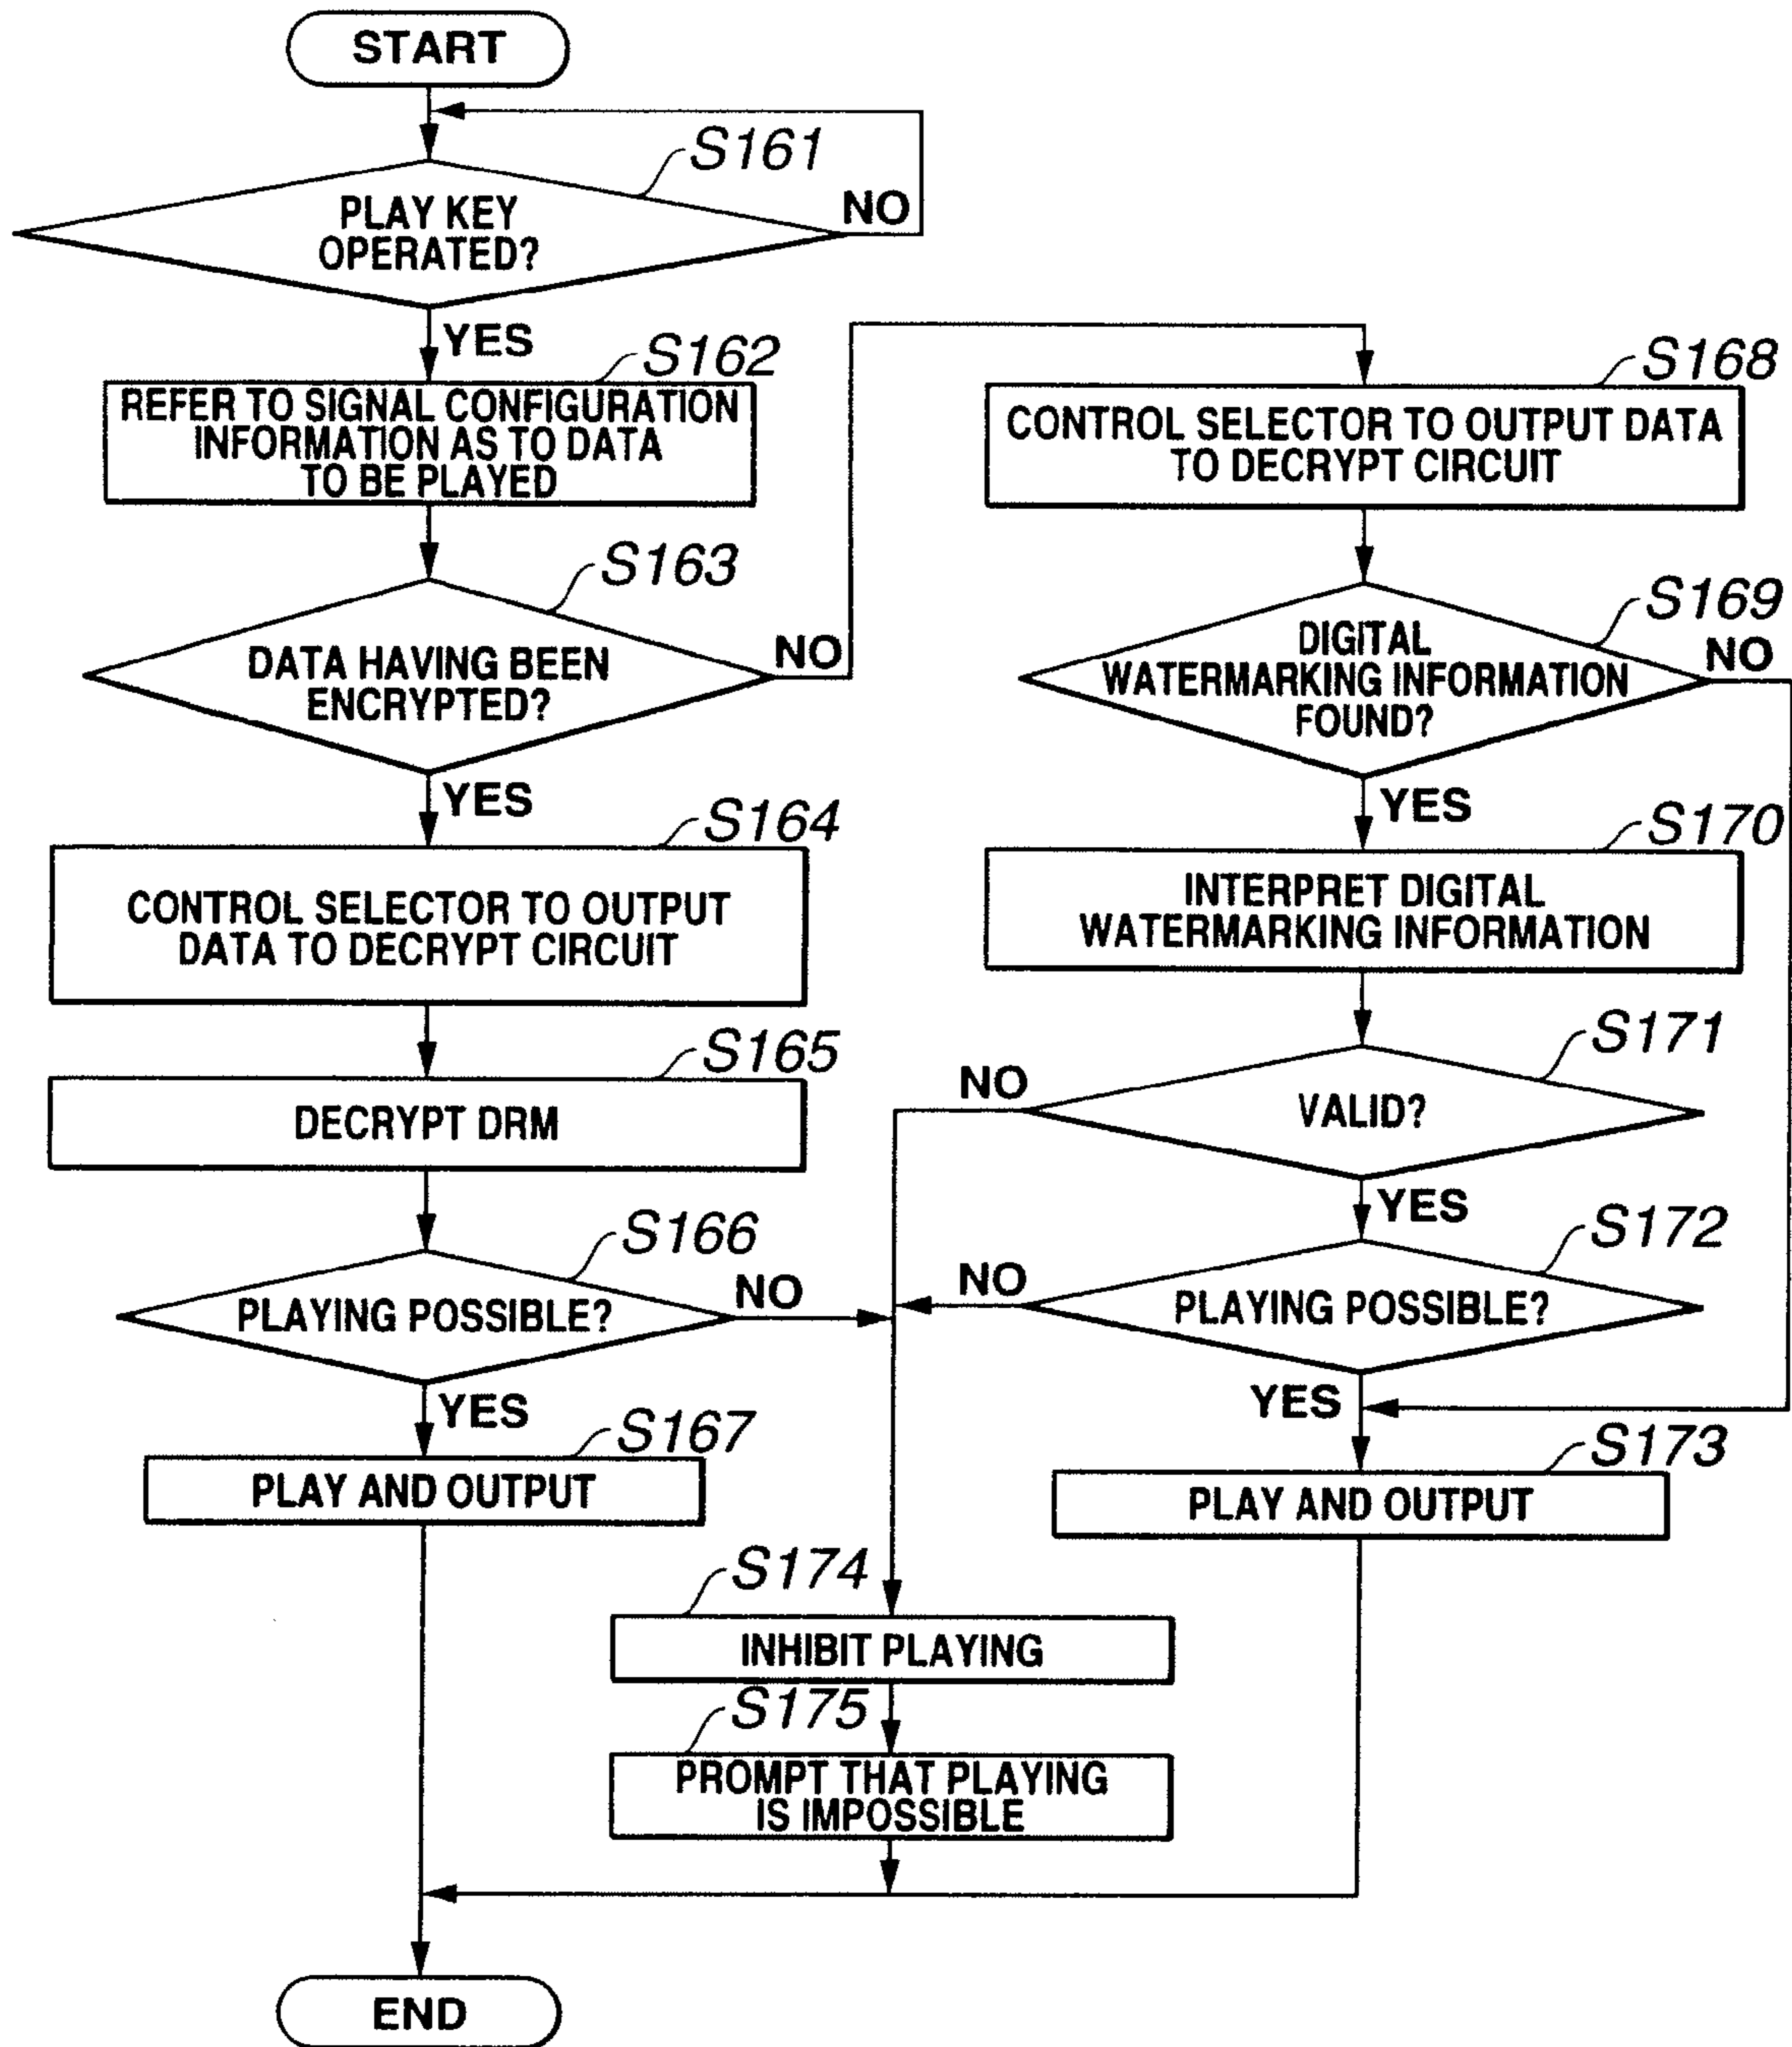 START
S161
PLAY KEY
OPERATED?
NO
YES
S162
REFER TO SIGNAL CONFIGURATION
INFORMATION AS TO DATA
TO BE PLAYED
S163
DATA HAVING BEEN
ENCRYPTED?
NO
YES
S164
CONTROL SELECTOR TO OUTPUT
DATA TO DECRYPT CIRCUIT
S165
DECRYPT DRM
S166
PLAYING POSSIBLE?
NO
YES
S167
PLAY AND OUTPUT
S168
CONTROL SELECTOR TO OUTPUT DATA
TO DECRYPT CIRCUIT
S169
DIGITAL
WATERMARKING INFORMATION
FOUND?
NO
YES
S170
INTERPRET DIGITAL
WATERMARKING INFORMATION
S171
VALID?
NO
YES
S172
PLAYING POSSIBLE?
NO
YES
S173
PLAY AND OUTPUT
S174
INHIBIT PLAYING
S175
PROMPT THAT PLAYING
IS IMPOSSIBLE
END